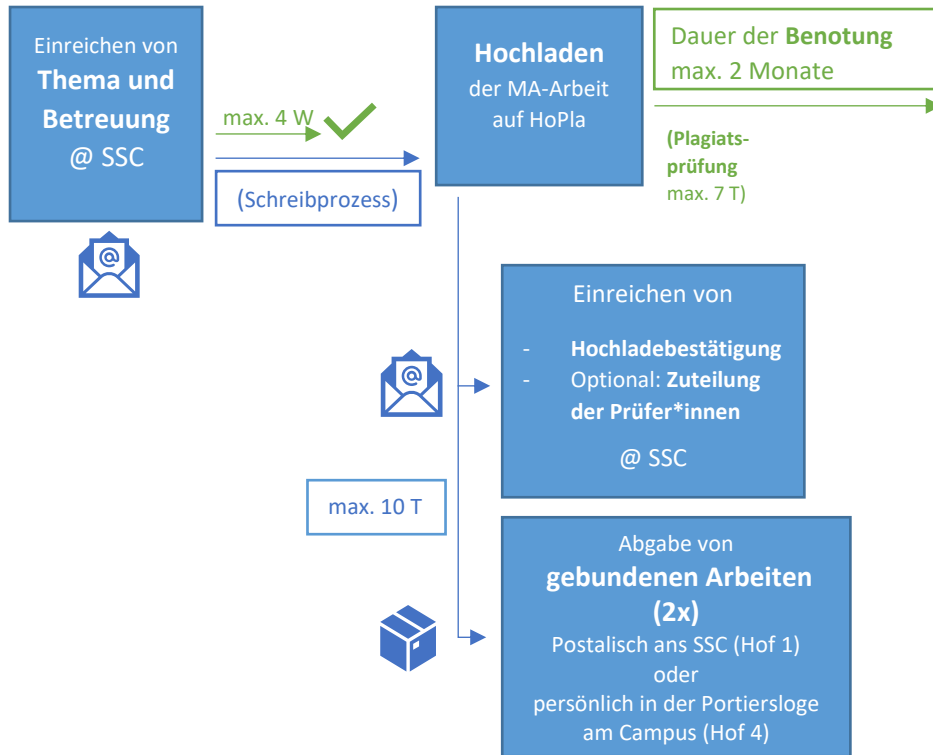 Einreichen von
Thema und
Betreuung
@ SSC
max. 4 W
(Schreibprozess)
Hochladen
der MA-Arbeit
auf HoPla
Dauer der Benotung
max. 2 Monate
(Plagiats-
prüfung
max. 7 T)
@
Einreichen von
- Hochladebestätigung
- Optional: Zuteilung
der Prüfer*innen
@ SSC
@
max. 10 T
Abgabe von
gebundenen Arbeiten
(2x)
Postalisch ans SSC (Hof 1)
oder
persönlich in der Portiersloge
am Campus (Hof 4)